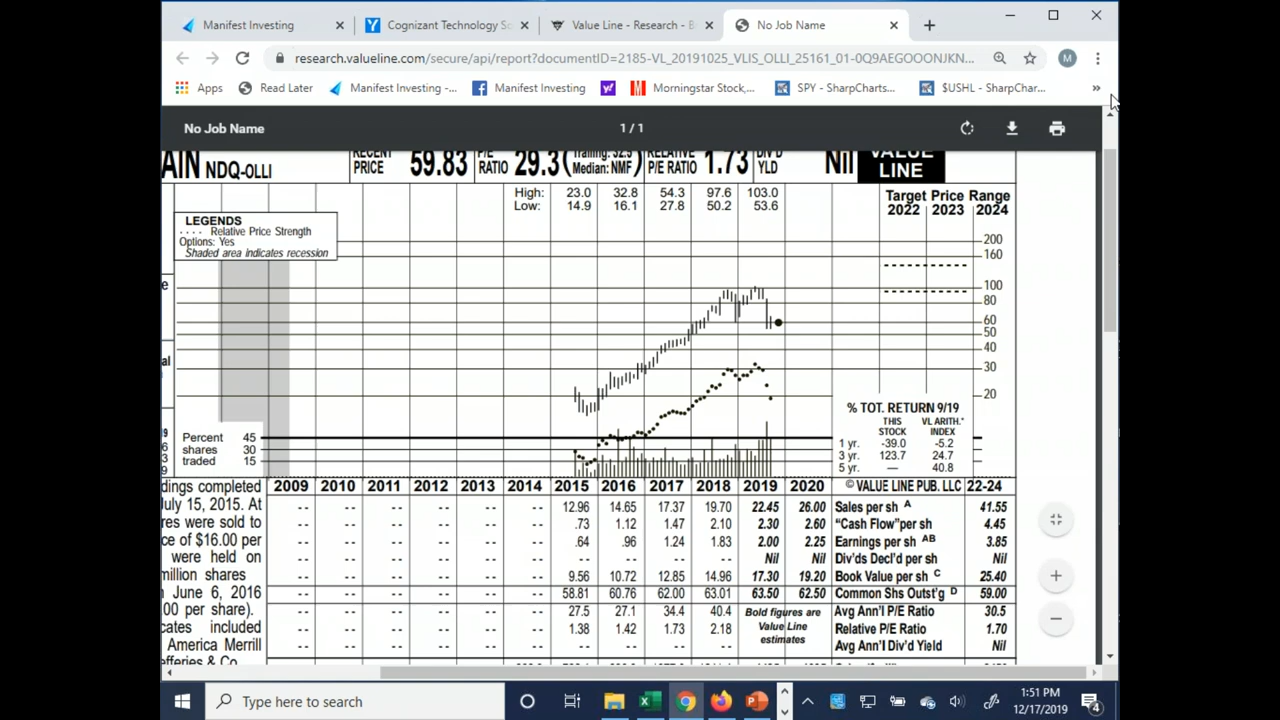 Manifest Investing
Cognizant Technology So
Value Line - Research - B
No Job Name
research.valueline.com/secure/api/report?documentID=2185-VL_20191025_VLIS_OLLI_25161_01-0Q9AEGOOONJKN...
M
Apps
Read Later
Manifest Investing -...
Manifest Investing
Morningstar Stock,...
SPY - SharpCharts...
$USHL - SharpChar...
»
No Job Name
1 / 1
AIN NDQ-OLLI
RECENT PRICE 59.83
P/E RATIO 29.3 (Trailing: 32.5 Median: NMF)
RELATIVE P/E RATIO 1.73
DIV'D YLD Nil
VALUE LINE
High: 23.0 32.8 54.3 97.6 103.0
Low: 14.9 16.1 27.8 50.2 53.6
Target Price Range
2022 2023 2024
LEGENDS
.... Relative Price Strength
Options: Yes
Shaded area indicates recession
200
160
100
80
60
50
40
30
20
% TOT. RETURN 9/19
THIS STOCK VL ARITH.* INDEX
1 yr. -39.0 -5.2
3 yr. 123.7 24.7
5 yr. — 40.8
Percent 45
shares 30
traded 15
2009 2010 2011 2012 2013 2014 2015 2016 2017 2018 2019 2020 © VALUE LINE PUB. LLC 22-24
-- -- -- -- -- -- 12.96 14.65 17.37 19.70 22.45 26.00 Sales per sh A 41.55
-- -- -- -- -- -- .73 1.12 1.47 2.10 2.30 2.60 "Cash Flow"per sh 4.45
-- -- -- -- -- -- .64 .96 1.24 1.83 2.00 2.25 Earnings per sh AB 3.85
-- -- -- -- -- -- -- -- -- -- Nil Nil Div'ds Decl'd per sh Nil
-- -- -- -- -- -- 9.56 10.72 12.85 14.96 17.30 19.20 Book Value per sh C 25.40
-- -- -- -- -- -- 58.81 60.76 62.00 63.01 63.50 62.50 Common Shs Outst'g D 59.00
-- -- -- -- -- -- 27.5 27.1 34.4 40.4 Bold figures are Avg Ann'l P/E Ratio 30.5
-- -- -- -- -- -- 1.38 1.42 1.73 2.18 Value Line Relative P/E Ratio 1.70
-- -- -- -- -- -- -- -- -- -- estimates Avg Ann'l Div'd Yield Nil
dings completed
July 15, 2015. At
res were sold to
ce of $16.00 per
were held on
million shares
June 6, 2016
00 per share).
cates included
America Merrill
efferies & Co.
Type here to search
1:51 PM
12/17/2019
4